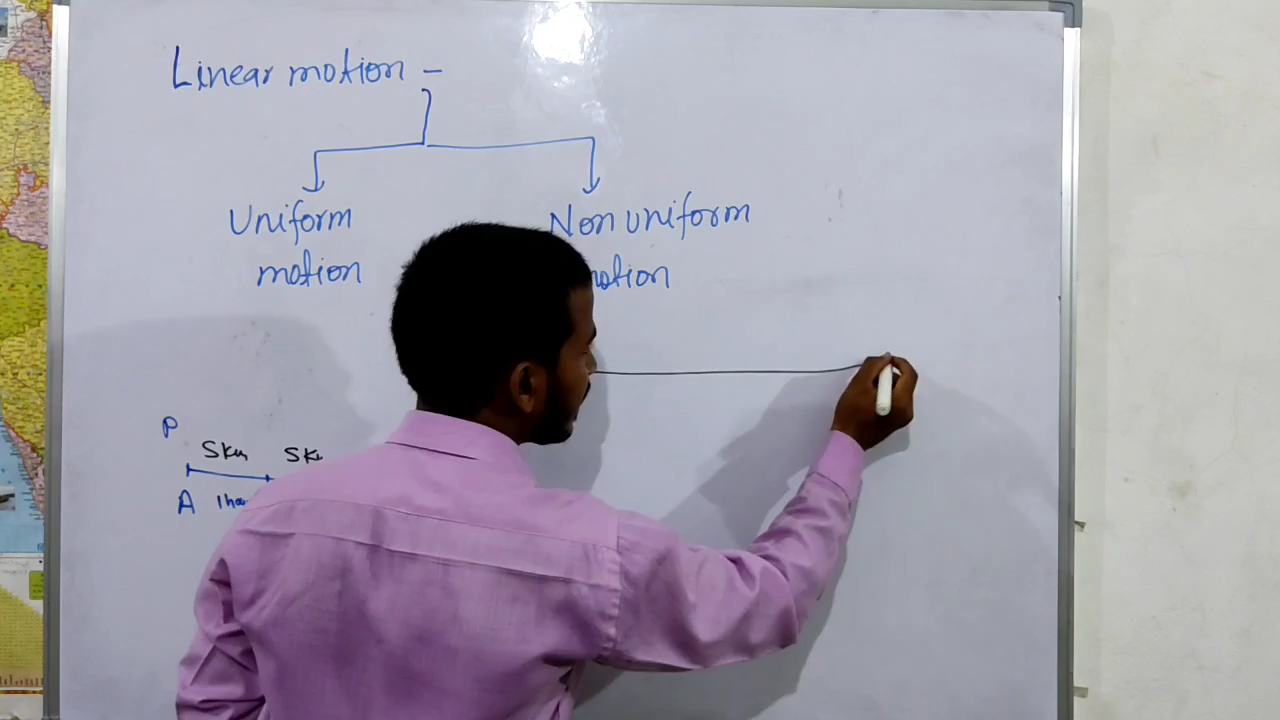 Linear motion -
Uniform
motion
Non uniform
motion
P
5km 5k
A 1ho